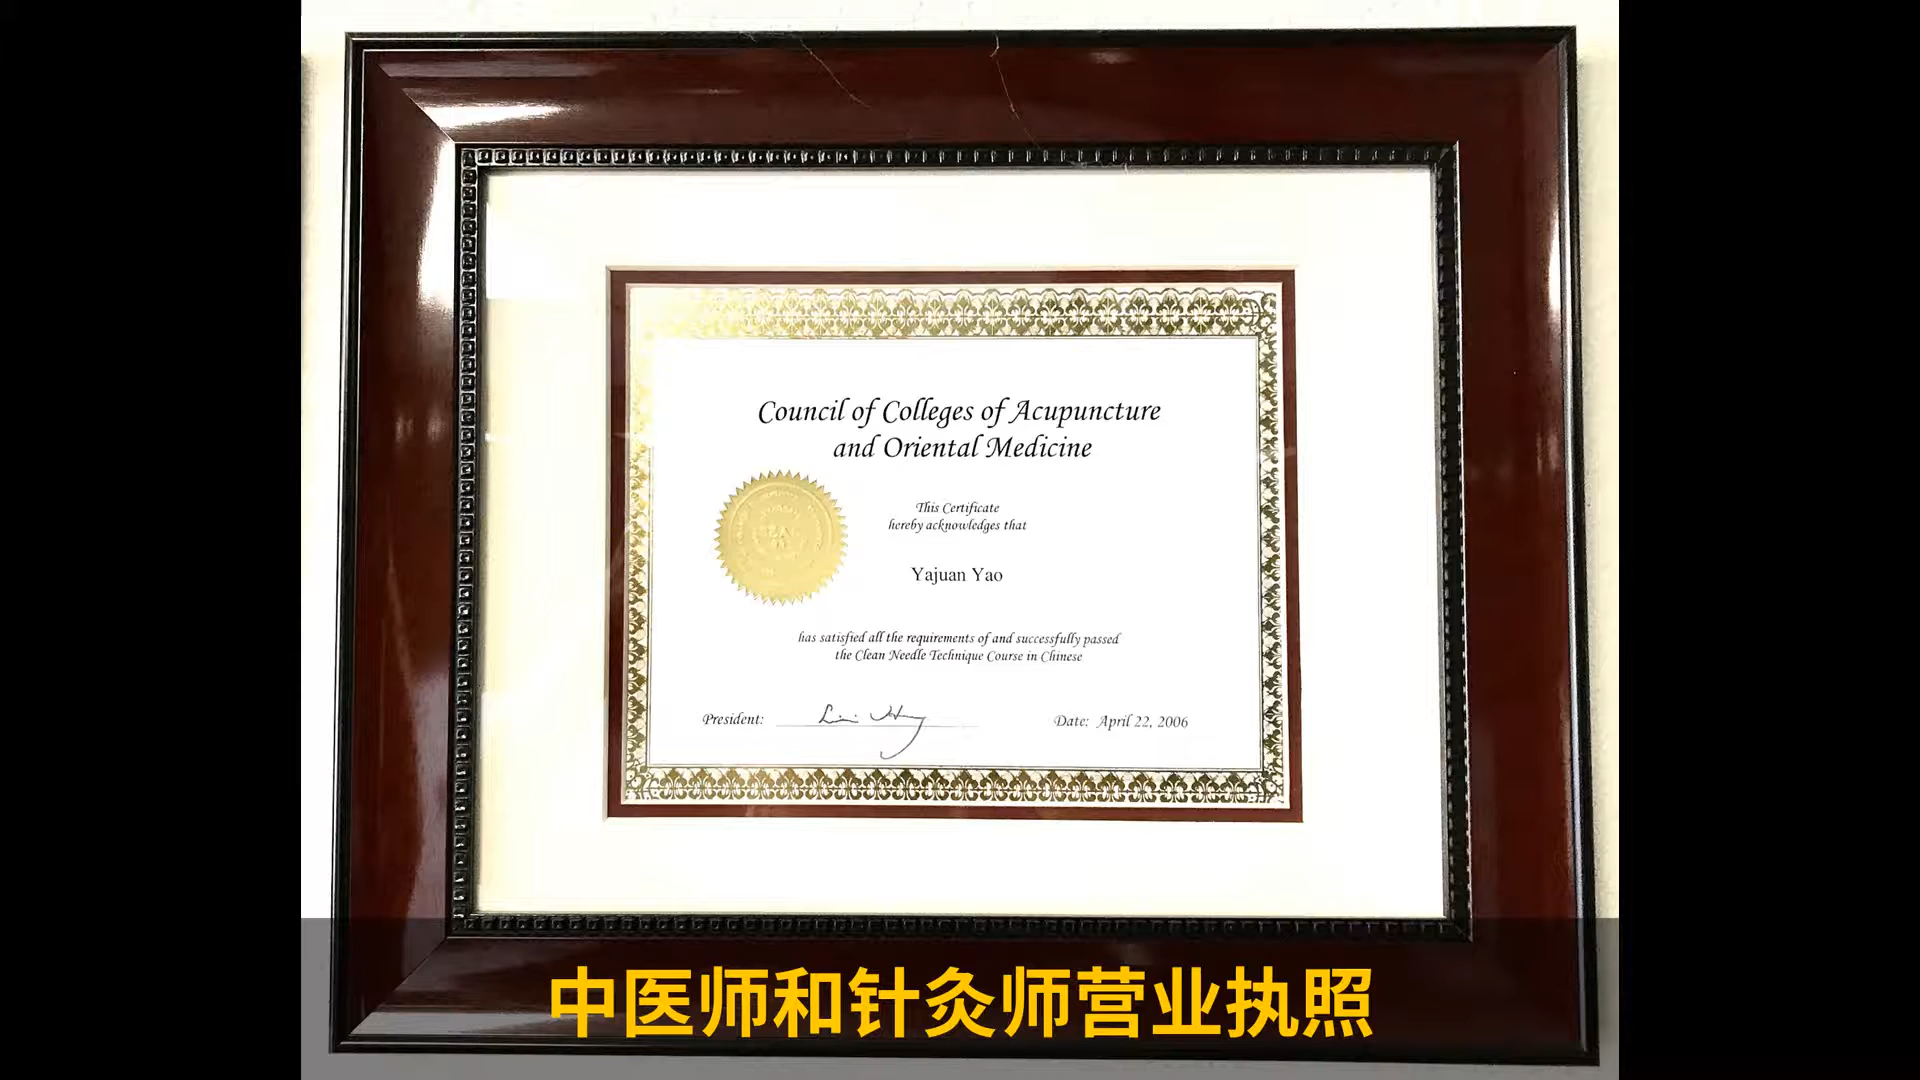 Council of Colleges of Acupuncture
and Oriental Medicine
This Certificate
hereby acknowledges that
Yajuan Yao
has satisfied all the requirements of and successfully passed
the Clean Needle Technique Course in Chinese
President:
Date: April 22, 2006
中医师和针灸师营业执照